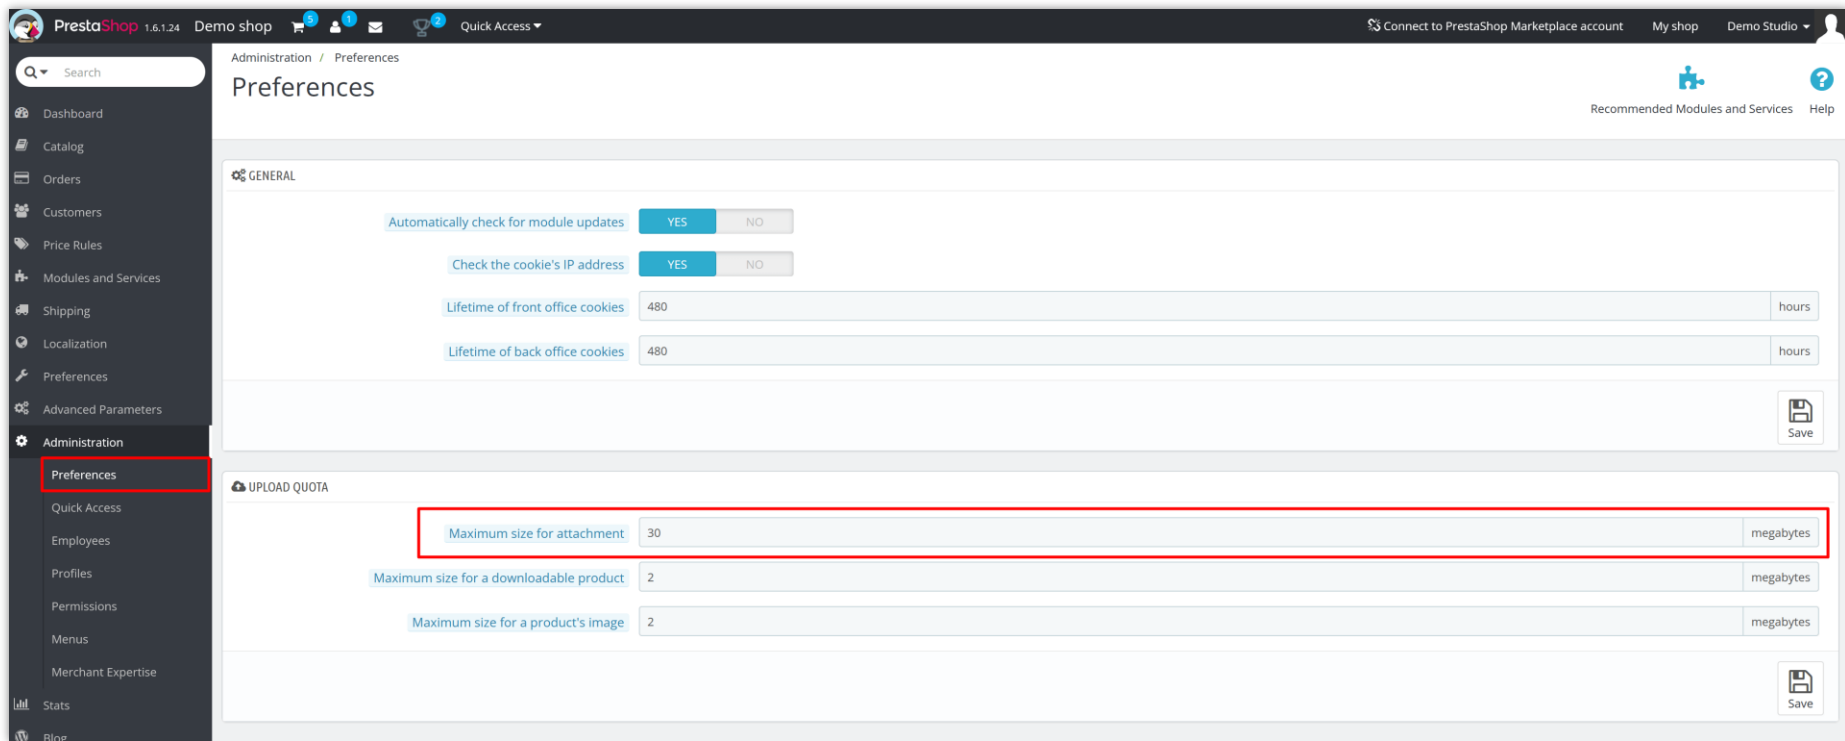 PrestaShop 1.6.1.24 Demo shop 5 1 2 Quick Access Connect to PrestaShop Marketplace account My shop Demo Studio
Search
Dashboard
Catalog
Orders
Customers
Price Rules
Modules and Services
Shipping
Localization
Preferences
Advanced Parameters
Administration
Preferences
Quick Access
Employees
Profiles
Permissions
Menus
Merchant Expertise
Stats
Blog
Administration / Preferences
Preferences
Recommended Modules and Services Help
GENERAL
Automatically check for module updates YES NO
Check the cookie's IP address YES NO
Lifetime of front office cookies 480 hours
Lifetime of back office cookies 480 hours
Save
UPLOAD QUOTA
Maximum size for attachment 30 megabytes
Maximum size for a downloadable product 2 megabytes
Maximum size for a product's image 2 megabytes
Save